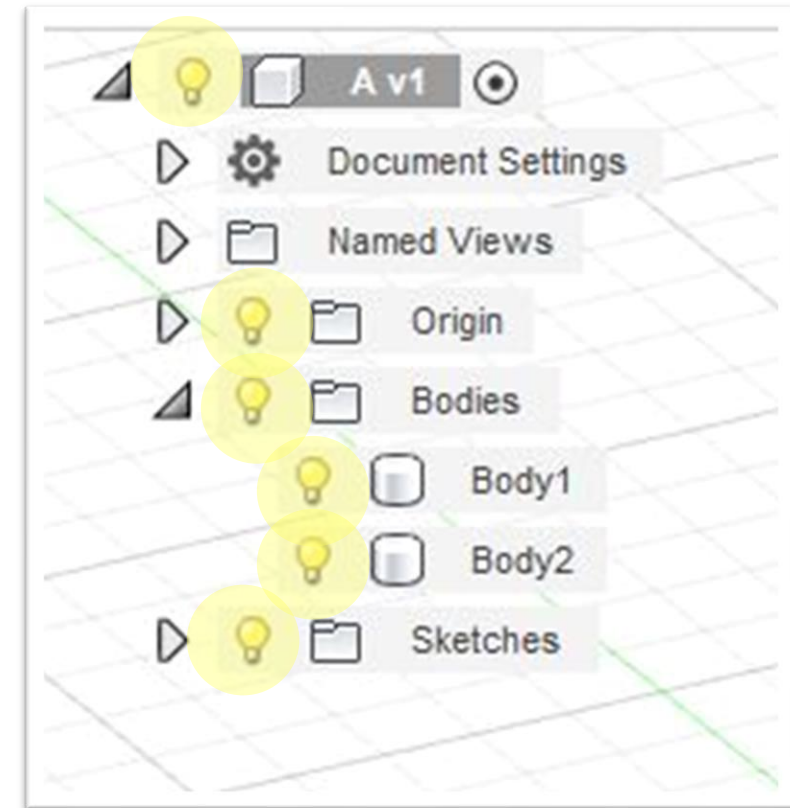 A v1
Document Settings
Named Views
Origin
Bodies
Body1
Body2
Sketches